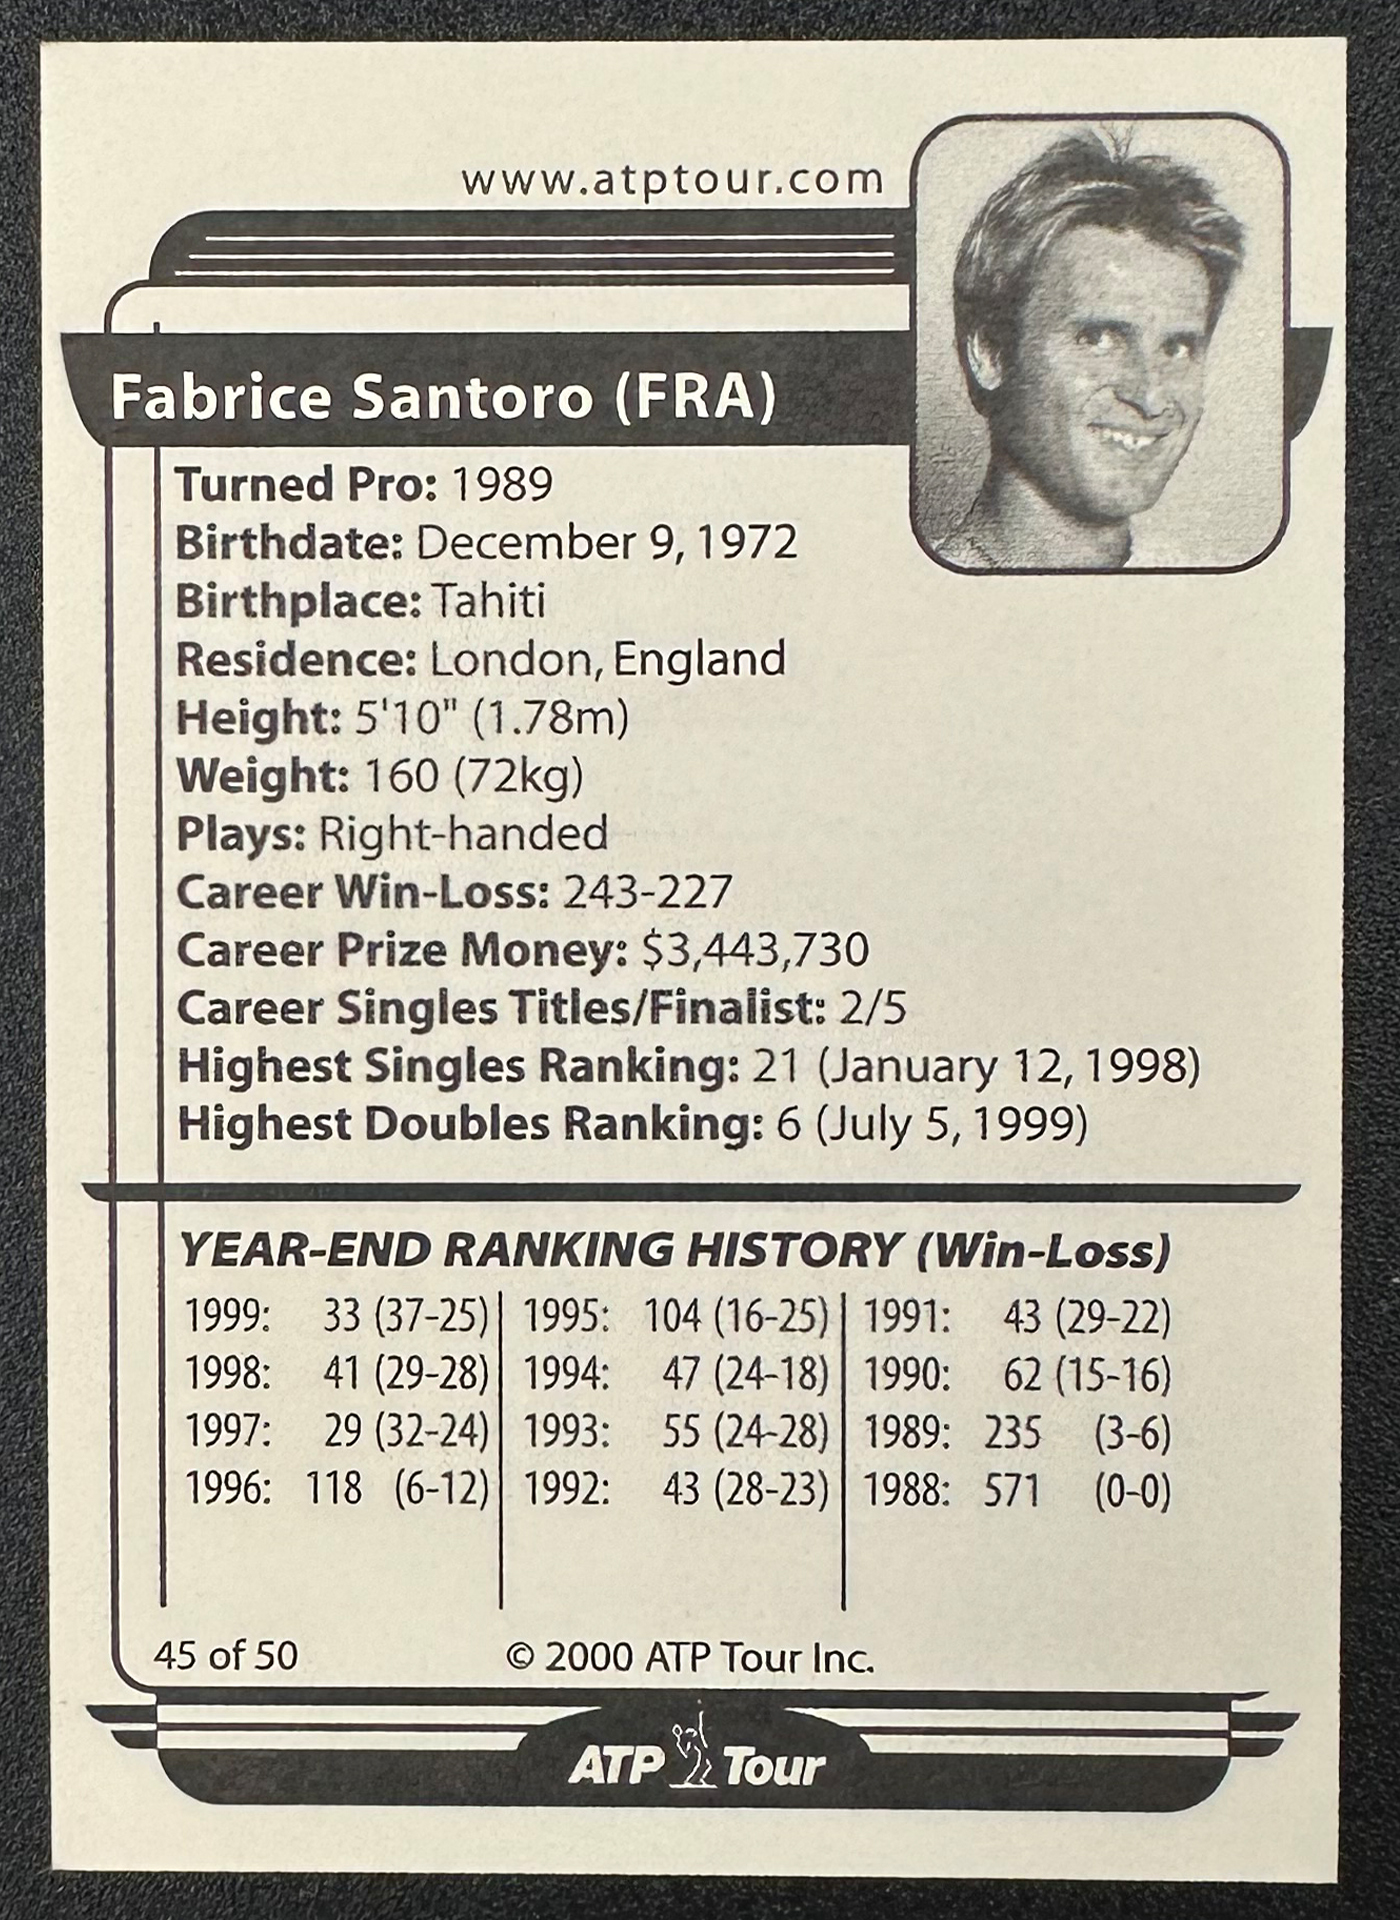 www.atptour.com
Fabrice Santoro (FRA)
Turned Pro: 1989
Birthdate: December 9, 1972
Birthplace: Tahiti
Residence: London, England
Height: 5'10" (1.78m)
Weight: 160 (72kg)
Plays: Right-handed
Career Win-Loss: 243-227
Career Prize Money: $3,443,730
Career Singles Titles/Finalist: 2/5
Highest Singles Ranking: 21 (January 12, 1998)
Highest Doubles Ranking: 6 (July 5, 1999)
YEAR-END RANKING HISTORY (Win-Loss)
1999: 33 (37-25) 1995: 104 (16-25) 1991: 43 (29-22)
1998: 41 (29-28) 1994: 47 (24-18) 1990: 62 (15-16)
1997: 29 (32-24) 1993: 55 (24-28) 1989: 235 (3-6)
1996: 118 (6-12) 1992: 43 (28-23) 1988: 571 (0-0)
45 of 50 © 2000 ATP Tour Inc.
ATP Tour